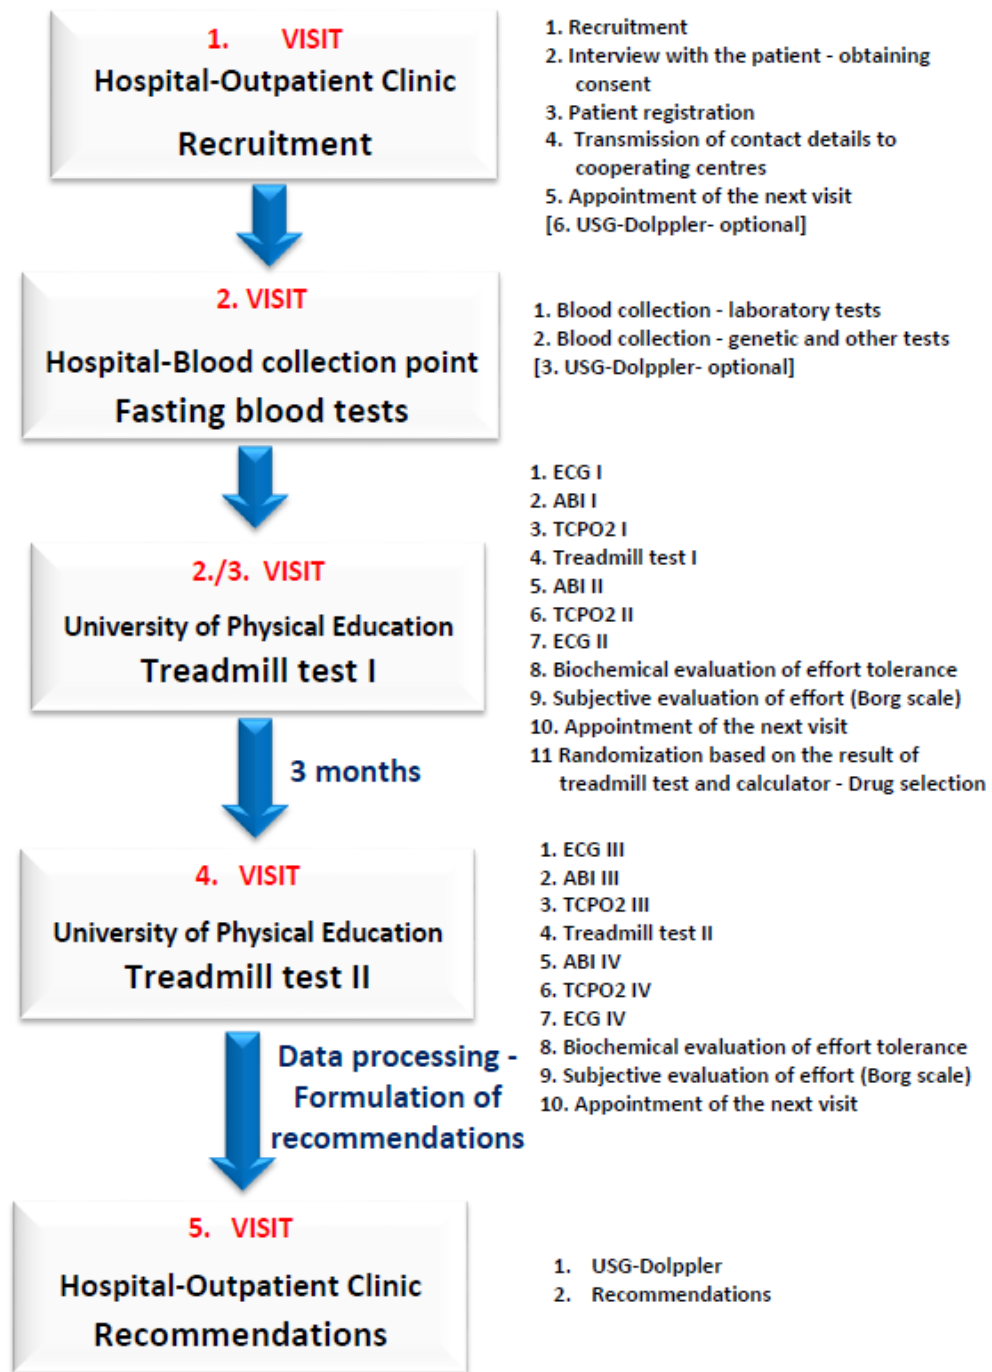 1. VISIT
Hospital-Outpatient Clinic
Recruitment
1. Recruitment
2. Interview with the patient - obtaining
consent
3. Patient registration
4. Transmission of contact details to
cooperating centres
5. Appointment of the next visit
[6. USG-Dolppler- optional]
2. VISIT
Hospital-Blood collection point
Fasting blood tests
1. Blood collection - laboratory tests
2. Blood collection - genetic and other tests
[3. USG-Dolppler- optional]
2./3. VISIT
University of Physical Education
Treadmill test I
1. ECG I
2. ABI I
3. TCPO2 I
4. Treadmill test I
5. ABI II
6. TCPO2 II
7. ECG II
8. Biochemical evaluation of effort tolerance
9. Subjective evaluation of effort (Borg scale)
10. Appointment of the next visit
11 Randomization based on the result of
treadmill test and calculator - Drug selection
3 months
4. VISIT
University of Physical Education
Treadmill test II
1. ECG III
2. ABI III
3. TCPO2 III
4. Treadmill test II
5. ABI IV
6. TCPO2 IV
7. ECG IV
8. Biochemical evaluation of effort tolerance
9. Subjective evaluation of effort (Borg scale)
10. Appointment of the next visit
Data processing -
Formulation of
recommendations
5. VISIT
Hospital-Outpatient Clinic
Recommendations
1. USG-Dolppler
2. Recommendations